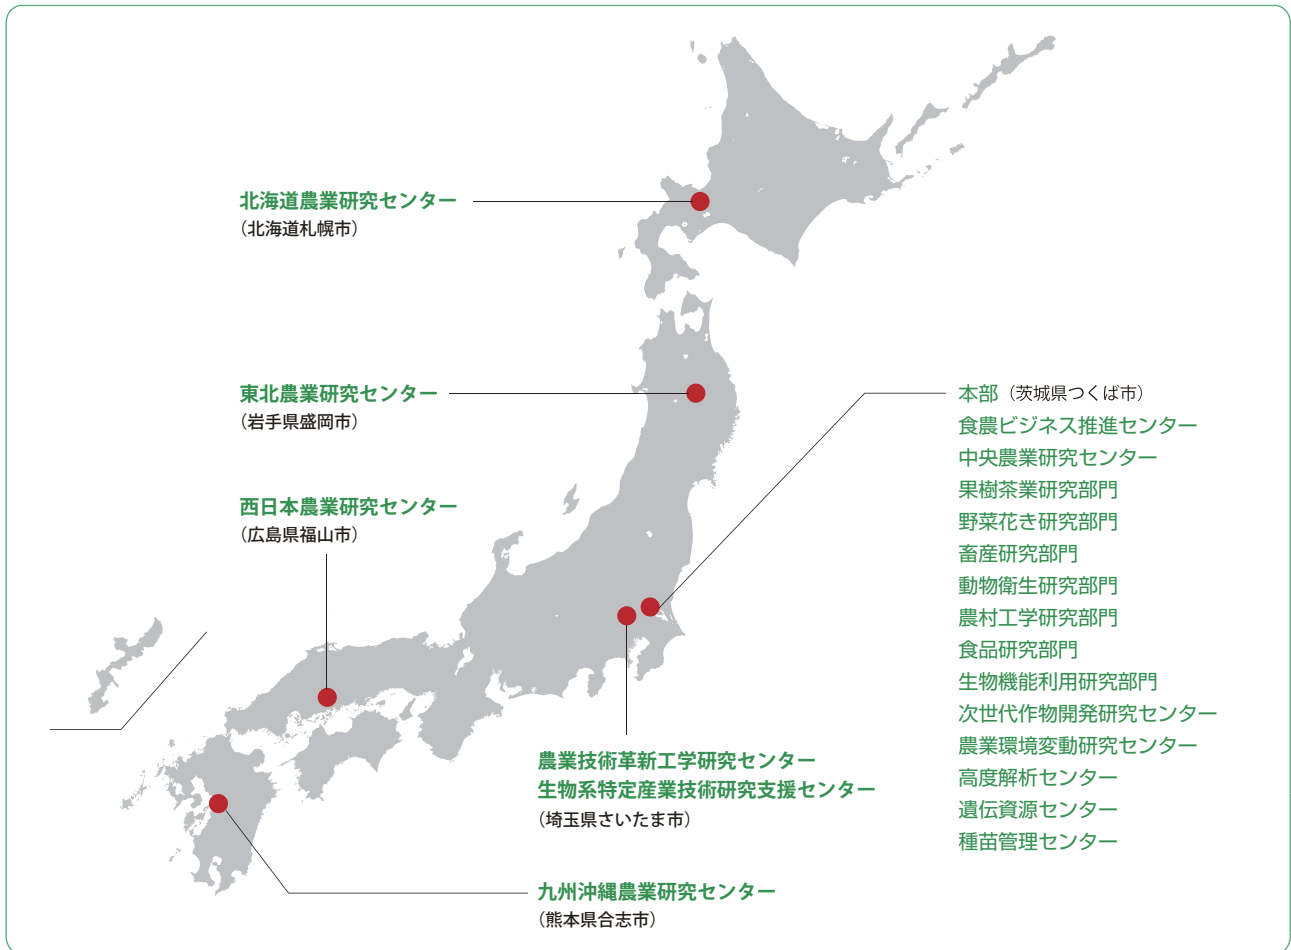 北海道農業研究センター
（北海道札幌市）
東北農業研究センター
（岩手県盛岡市）
西日本農業研究センター
（広島県福山市）
本部（茨城県つくば市）
食農ビジネス推進センター
中央農業研究センター
果樹茶業研究部門
野菜花き研究部門
畜産研究部門
動物衛生研究部門
農村工学研究部門
食品研究部門
生物機能利用研究部門
次世代作物開発研究センター
農業環境変動研究センター
高度解析センター
遺伝資源センター
種苗管理センター
農業技術革新工学研究センター
生物系特定産業技術研究支援センター
（埼玉県さいたま市）
九州沖縄農業研究センター
（熊本県合志市）